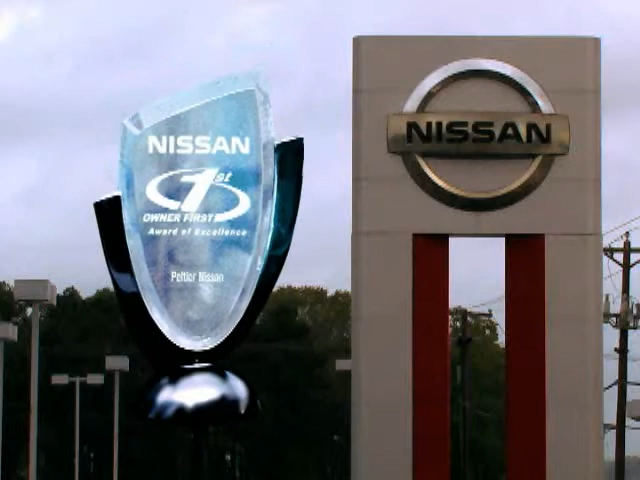 NISSAN
1st
OWNER FIRST
Award of Excellence
Peltier Nissan
NISSAN